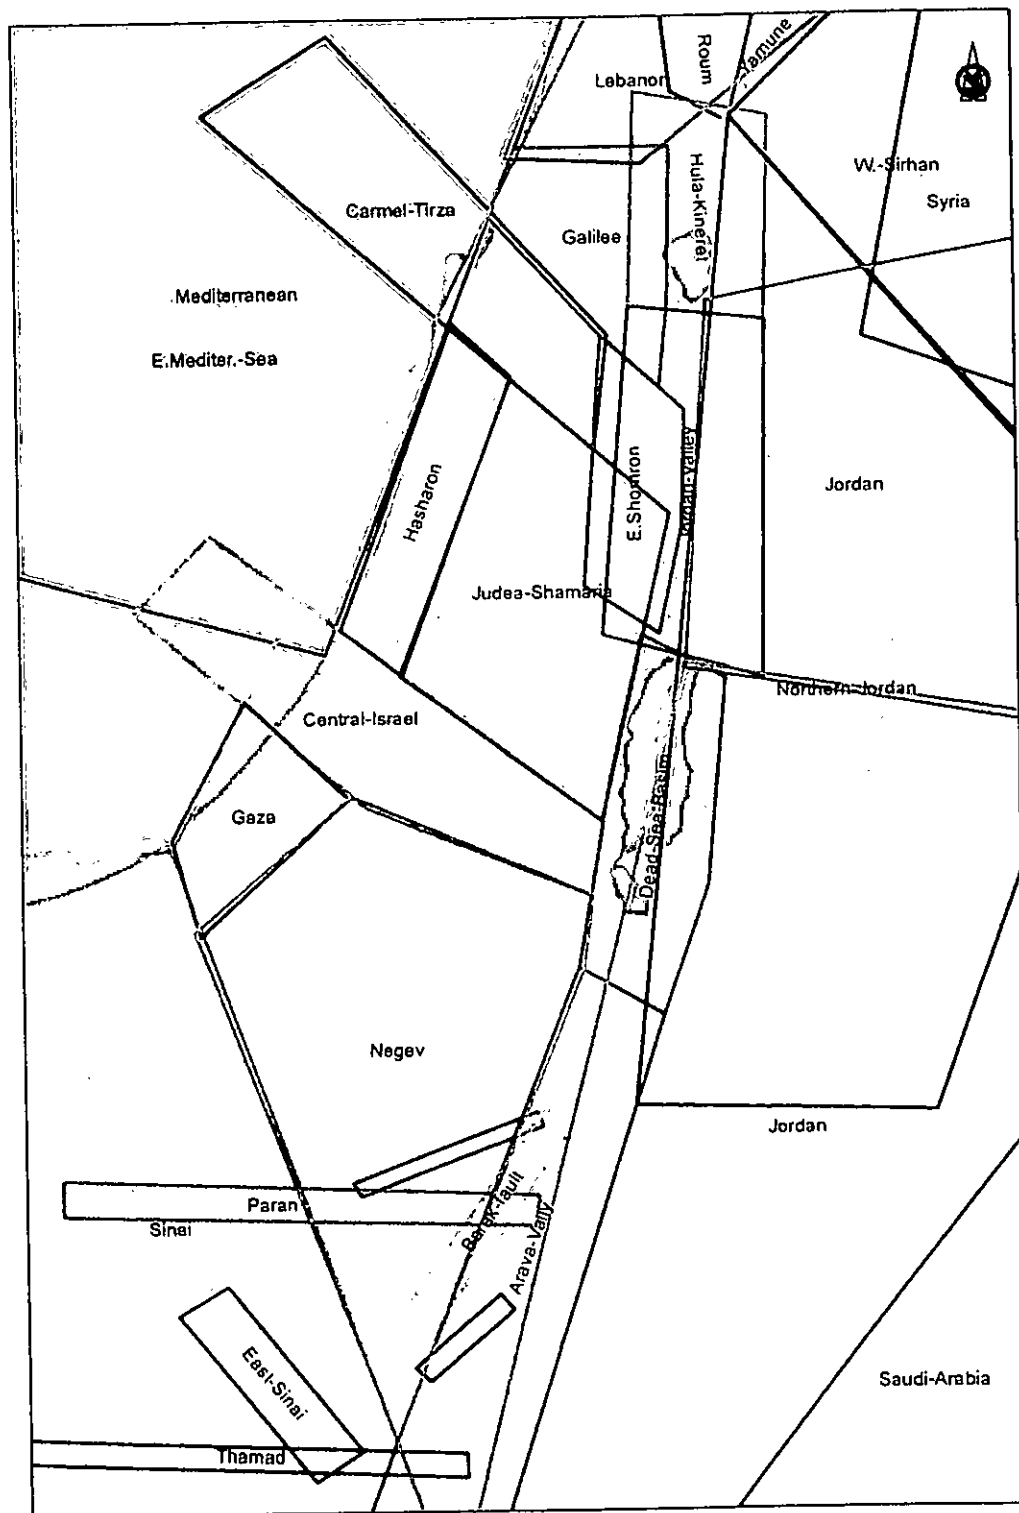 Roum
Yamune
Lebanon
W.-Sirhan
Hula-Kineret
Syria
Carmel-Tirza
Galilee
Mediterranean
E.Mediter.-Sea
Jordan
Hasharon
E.Shomron
Jordan-Valley
Judea-Shamaria
Northern-Jordan
Central-Israel
Gaza
Dead-Sea-Basin
Negev
Jordan
Paran
Sinai
Barak-fault
Arava-Vally
East-Sinai
Saudi-Arabia
Thamad